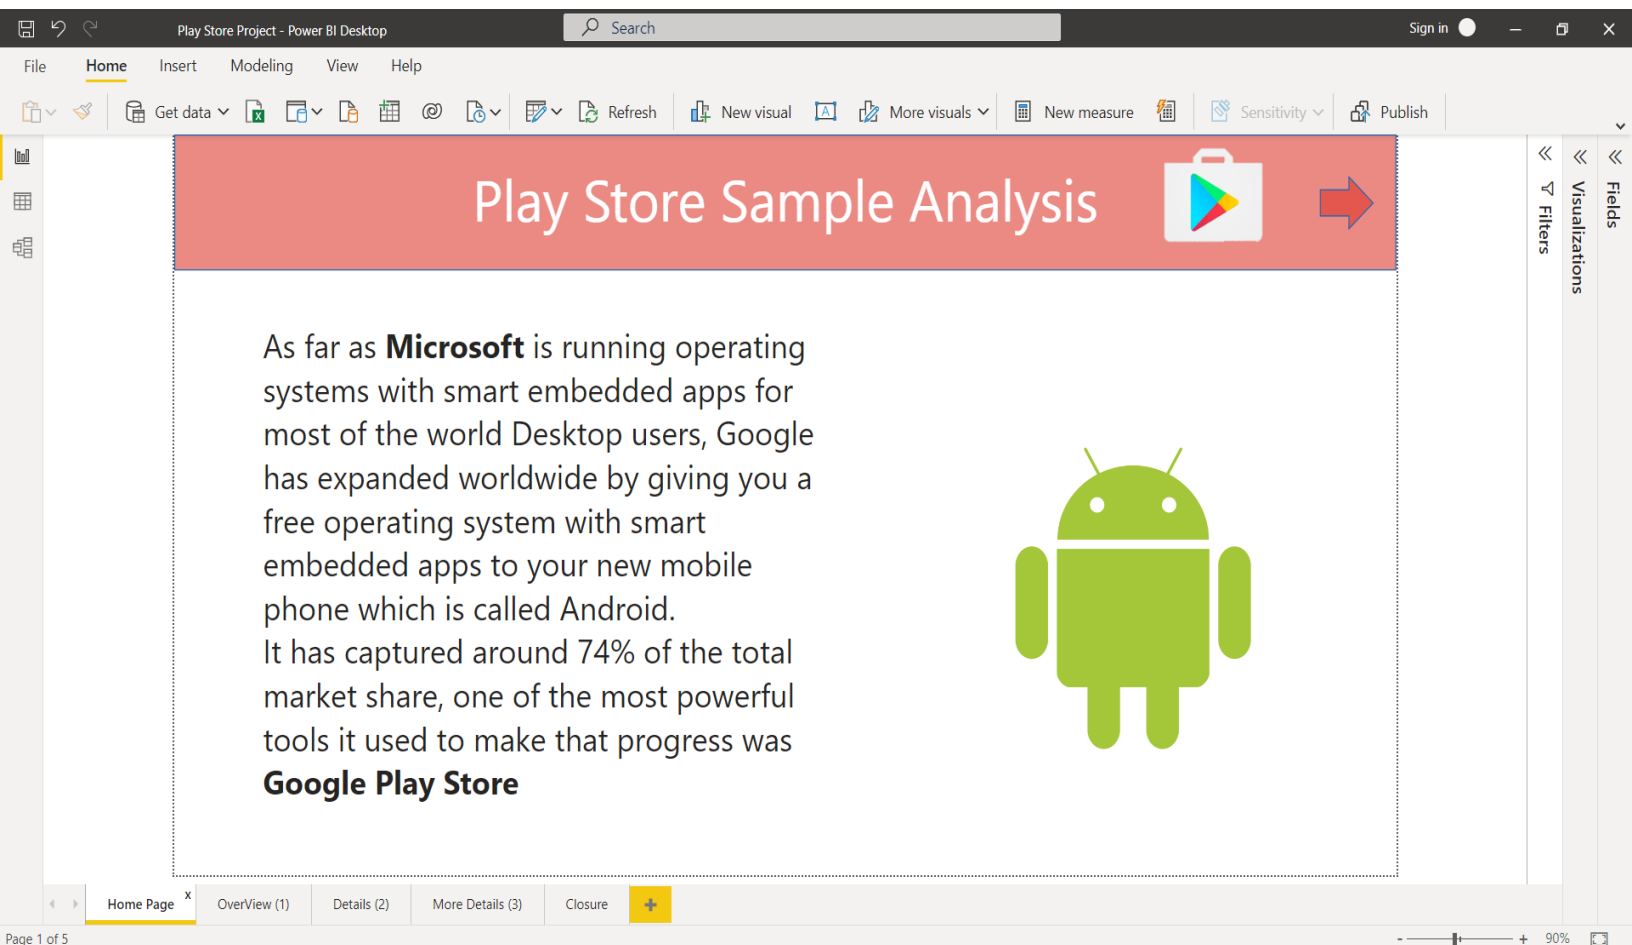 Play Store Project - Power BI Desktop
Search
Sign in
File Home Insert Modeling View Help
Get data Refresh New visual A More visuals New measure Sensitivity Publish
Play Store Sample Analysis
Filters
Visualizations
Fields
As far as Microsoft is running operating
systems with smart embedded apps for
most of the world Desktop users, Google
has expanded worldwide by giving you a
free operating system with smart
embedded apps to your new mobile
phone which is called Android.
It has captured around 74% of the total
market share, one of the most powerful
tools it used to make that progress was
Google Play Store
Home Page x OverView (1) Details (2) More Details (3) Closure +
Page 1 of 5
- + 90%